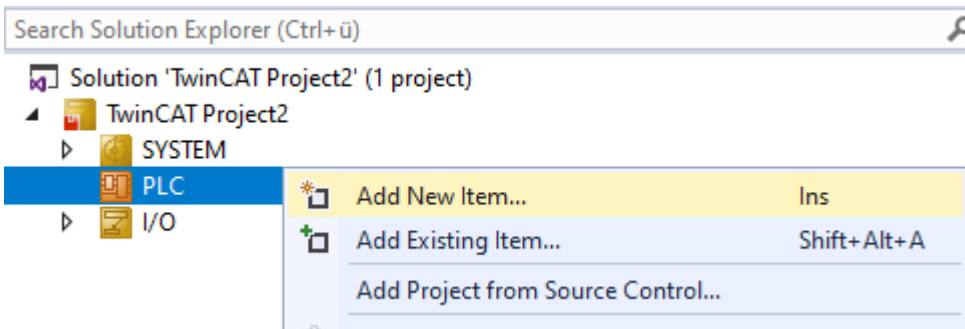 Search Solution Explorer (Ctrl+ü)
Solution 'TwinCAT Project2' (1 project)
TwinCAT Project2
SYSTEM
PLC
I/O
Add New Item... Ins
Add Existing Item... Shift+Alt+A
Add Project from Source Control...